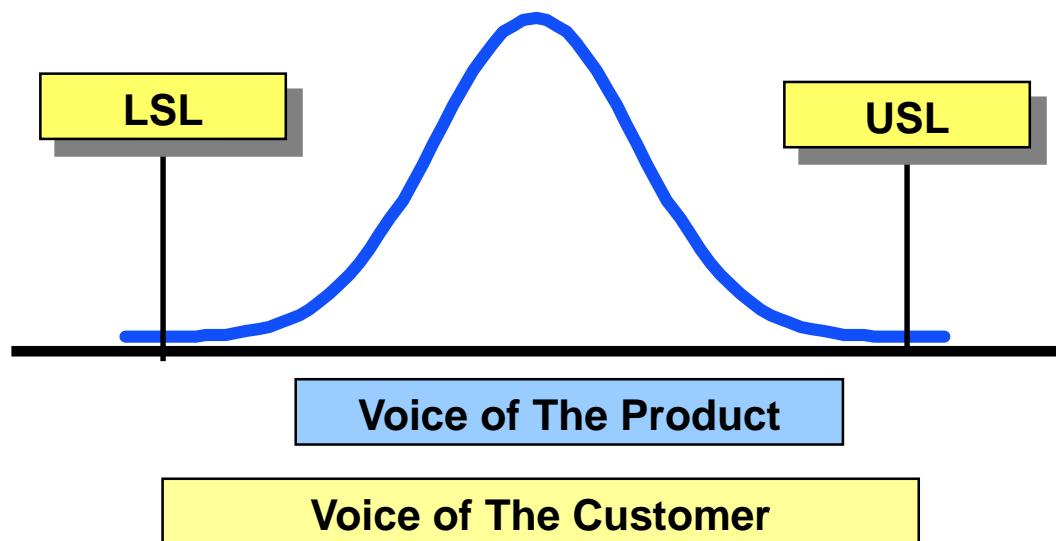 LSL
USL
Voice of The Product
Voice of The Customer